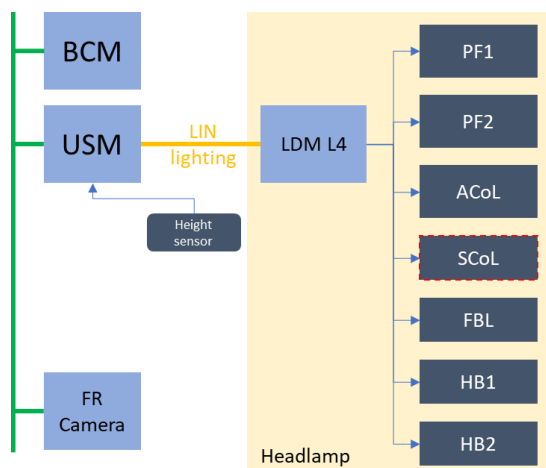 BCM
USM
LIN
lighting
Height
sensor
FR
Camera
LDM L4
PF1
PF2
ACoL
SCoL
FBL
HB1
HB2
Headlamp